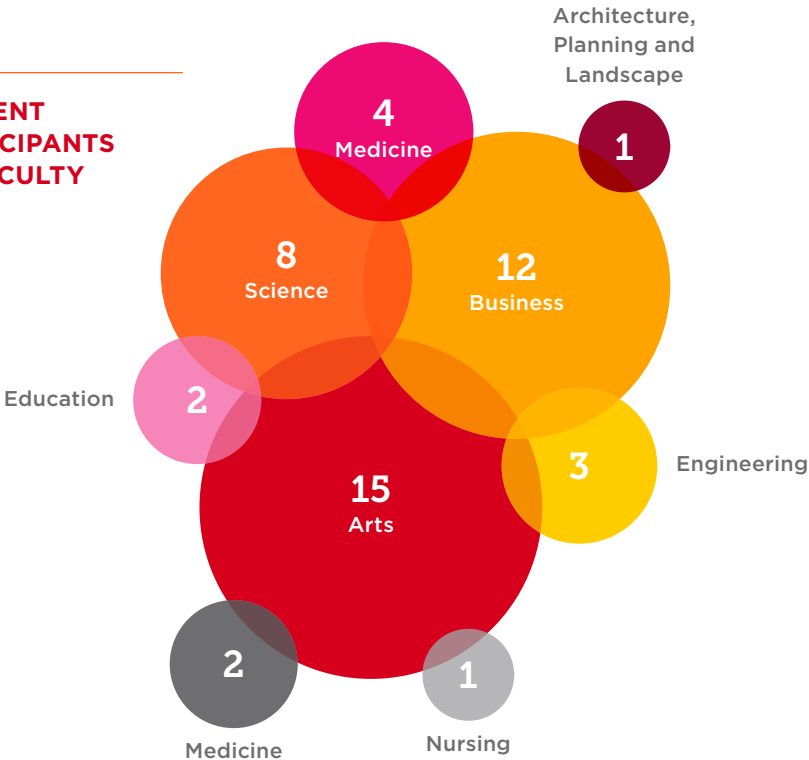 Architecture,
Planning and
Landscape
ENT
CIPANTS
CULTY
4
Medicine
1
8
Science
12
Business
Education
2
3
Engineering
15
Arts
2
Medicine
1
Nursing